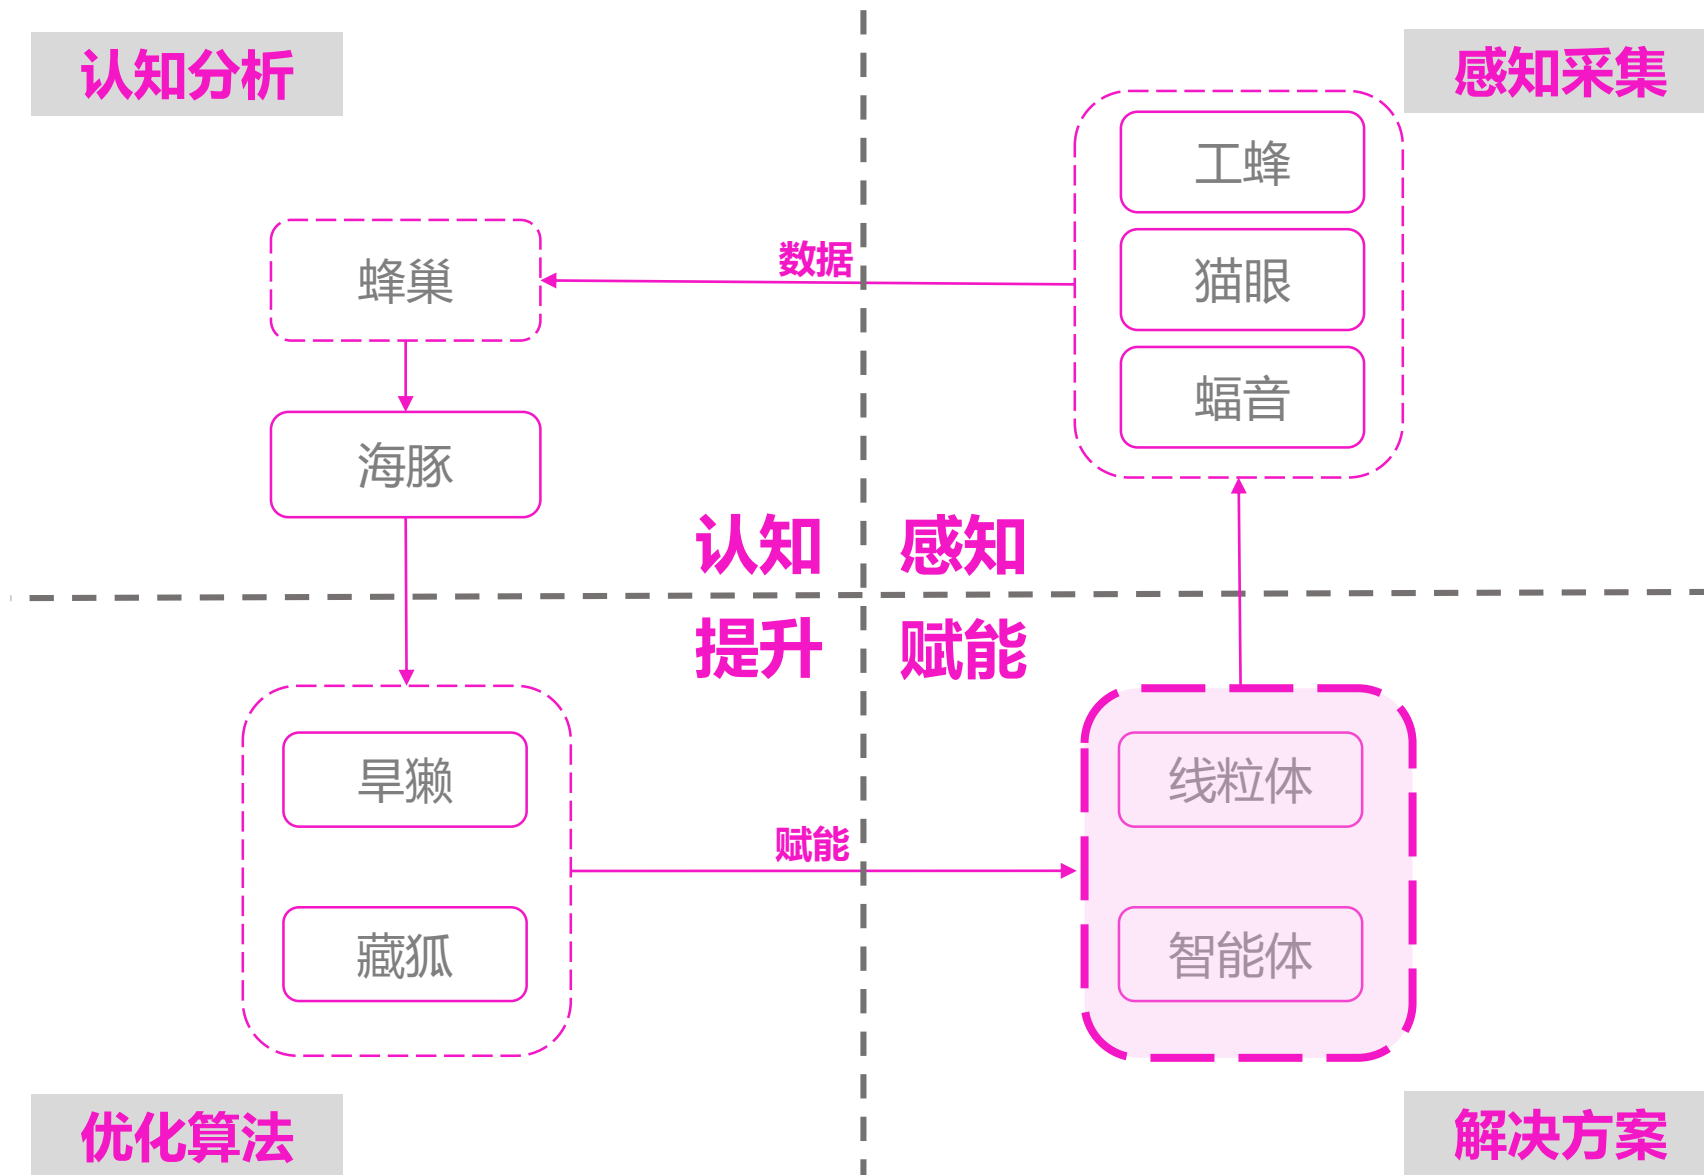 认知分析
感知采集
工蜂
猫眼
蝠音
数据
蜂巢
海豚
认知
感知
提升
赋能
旱獭
藏狐
赋能
线粒体
智能体
优化算法
解决方案